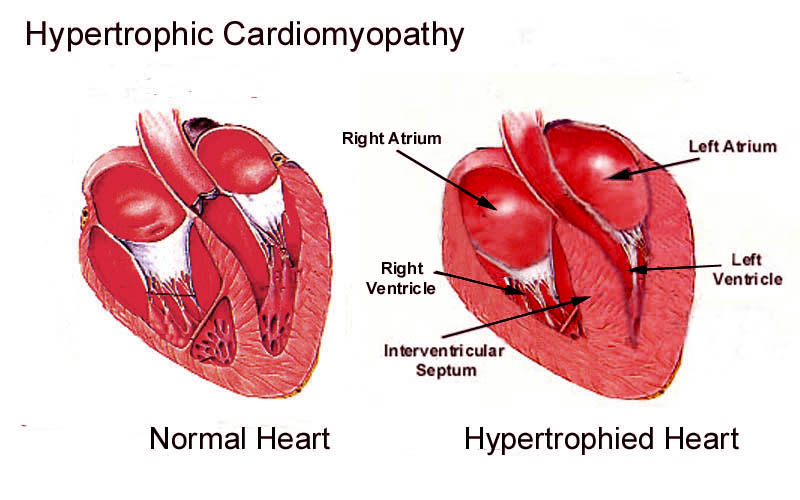 Hypertrophic Cardiomyopathy
Right Atrium
Left Atrium
Right
Ventricle
Left
Ventricle
Interventricular
Septum
Normal Heart
Hypertrophied Heart